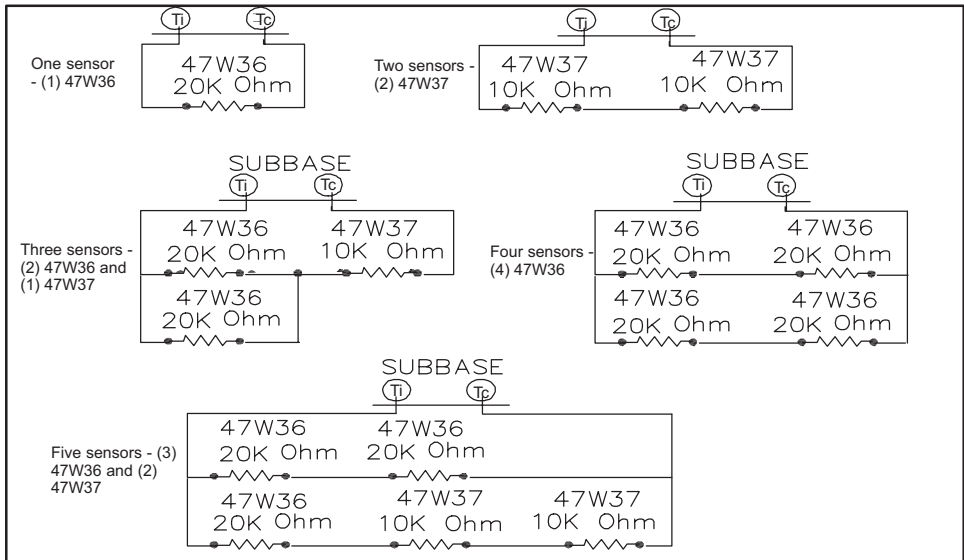 Ti Tc
One sensor
- (1) 47W36
47W36
20K Ohm
Ti Tc
Two sensors -
(2) 47W37
47W37 47W37
10K Ohm 10K Ohm
SUBBASE
Ti Tc
Three sensors -
(2) 47W36 and
(1) 47W37
47W36 47W37
20K Ohm 10K Ohm
47W36
20K Ohm
SUBBASE
Ti Tc
Four sensors -
(4) 47W36
47W36 47W36
20K Ohm 20K Ohm
47W36 47W36
20K Ohm 20K Ohm
SUBBASE
Ti Tc
Five sensors - (3)
47W36 and (2)
47W37
47W36 47W36
20K Ohm 20K Ohm
47W36 47W37 47W37
20K Ohm 10K Ohm 10K Ohm